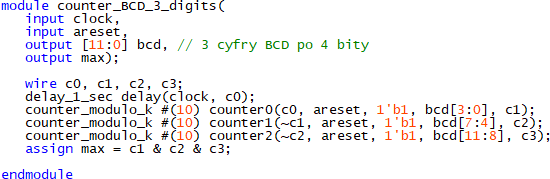 module counter_BCD_3_digits(
input clock,
input areset,
output [11:0] bcd, // 3 cyfry BCD po 4 bity
output max);
wire c0, c1, c2, c3;
delay_1_sec delay(clock, c0);
counter_modulo_k #(10) counter0(c0, areset, 1'b1, bcd[3:0], c1);
counter_modulo_k #(10) counter1(~c1, areset, 1'b1, bcd[7:4], c2);
counter_modulo_k #(10) counter2(~c2, areset, 1'b1, bcd[11:8], c3);
assign max = c1 & c2 & c3;
endmodule